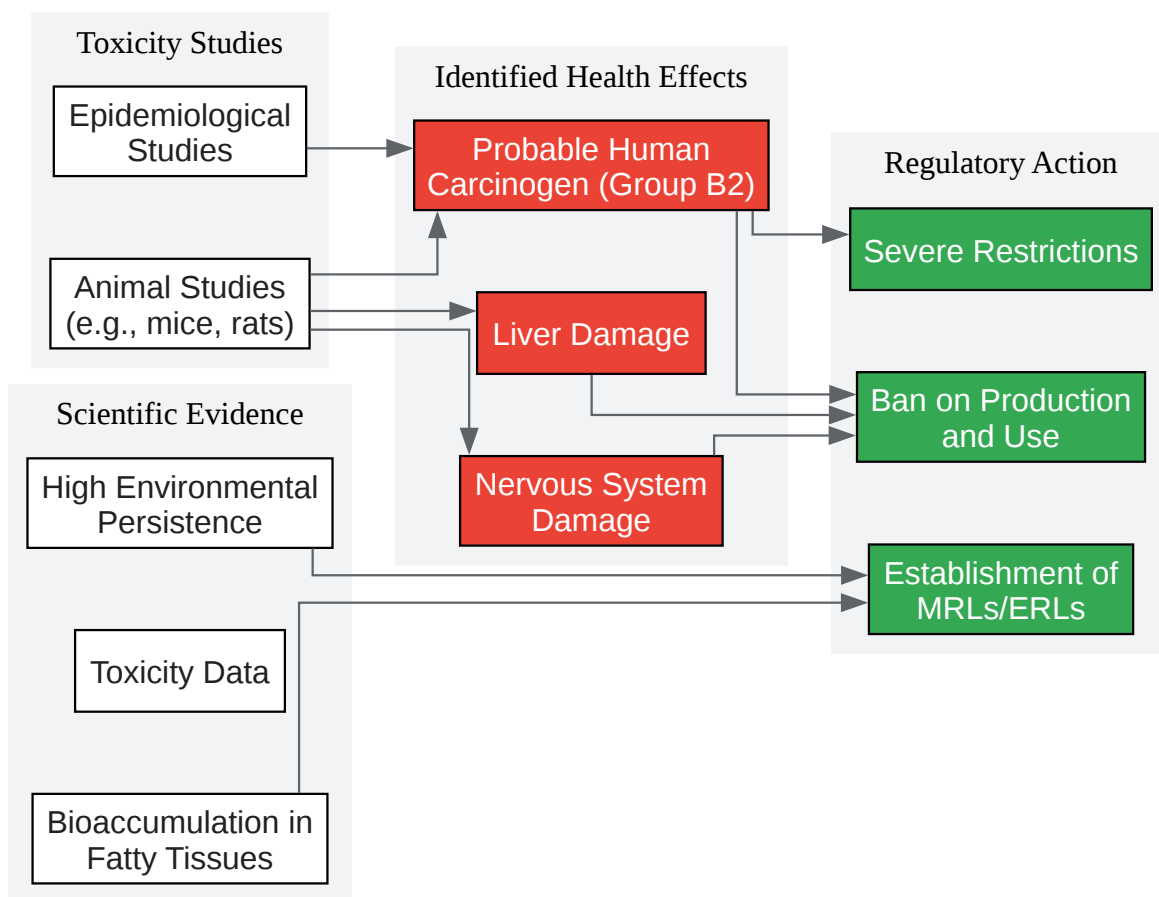 Toxicity Studies
Epidemiological
Studies
Animal Studies
(e.g., mice, rats)
Scientific Evidence
High Environmental
Persistence
Toxicity Data
Bioaccumulation in
Fatty Tissues
Identified Health Effects
Probable Human
Carcinogen (Group B2)
Liver Damage
Nervous System
Damage
Regulatory Action
Severe Restrictions
Ban on Production
and Use
Establishment of
MRLs/ERLs